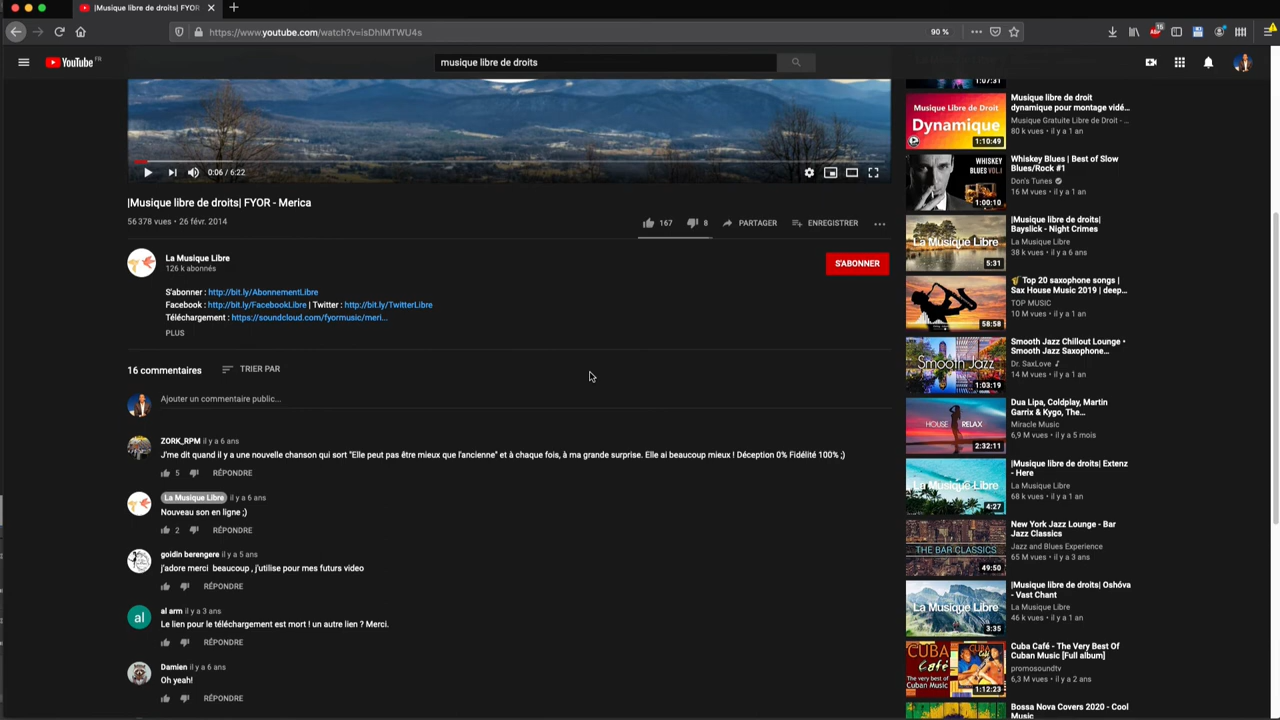 |Musique libre de droits| FYOR
https://www.youtube.com/watch?v=isDhIMTWU4s
90 %
16
YouTube FR
musique libre de droits
0:06 / 6:22
|Musique libre de droits| FYOR - Merica
56 378 vues • 26 févr. 2014
167
8
PARTAGER
ENREGISTRER
La Musique Libre
126 k abonnés
S'ABONNER
S'abonner : http://bit.ly/AbonnementLibre
Facebook : http://bit.ly/FacebookLibre | Twitter : http://bit.ly/TwitterLibre
Téléchargement : https://soundcloud.com/fyormusic/meri...
PLUS
16 commentaires
TRIER PAR
Ajouter un commentaire public...
ZORK_RPM il y a 6 ans
J'me dit quand il y a une nouvelle chanson qui sort "Elle peut pas être mieux que l'ancienne" et à chaque fois, à ma grande surprise. Elle ai beaucoup mieux ! Déception 0% Fidélité 100% ;)
5
RÉPONDRE
La Musique Libre il y a 6 ans
Nouveau son en ligne ;)
2
RÉPONDRE
goldin berengere il y a 5 ans
j'adore merci beaucoup , j'utilise pour mes futurs video
RÉPONDRE
al
al arm il y a 3 ans
Le lien pour le téléchargement est mort ! un autre lien ? Merci.
RÉPONDRE
Damien il y a 6 ans
Oh yeah!
RÉPONDRE
1:07:31
Musique Libre de Droit
Dynamique
1:10:49
Musique libre de droit
dynamique pour montage vidé...
Musique Gratuite Libre de Droit - ...
80 k vues • il y a 1 an
WHISKEY
BLUES VOL.I
1:00:10
Whiskey Blues | Best of Slow
Blues/Rock #1
Don's Tunes
16 M vues • il y a 1 an
La Musique Libre
5:31
|Musique libre de droits|
Bayslick - Night Crimes
La Musique Libre
38 k vues • il y a 6 ans
58:58
Top 20 saxophone songs |
Sax House Music 2019 | deep...
TOP MUSIC
10 M vues • il y a 1 an
Smooth Jazz
1:03:19
Smooth Jazz Chillout Lounge •
Smooth Jazz Saxophone...
Dr. SaxLove
14 M vues • il y a 1 an
HOUSE RELAX
2:32:11
Dua Lipa, Coldplay, Martin
Garrix & Kygo, The...
Miracle Music
6,9 M vues • il y a 5 mois
La Musique Libre
4:27
|Musique libre de droits| Extenz
- Here
La Musique Libre
68 k vues • il y a 1 an
THE BAR CLASSICS
49:50
New York Jazz Lounge - Bar
Jazz Classics
Jazz and Blues Experience
65 M vues • il y a 3 ans
La Musique Libre
3:35
|Musique libre de droits| Oshóva
- Vast Chant
La Musique Libre
46 k vues • il y a 1 an
CUBA
Café
The very best of
Cuban Music
1:12:23
Cuba Café - The Very Best Of
Cuban Music [Full album]
promosoundtv
6,3 M vues • il y a 2 ans
Bossa Nova Covers 2020 - Cool
Music